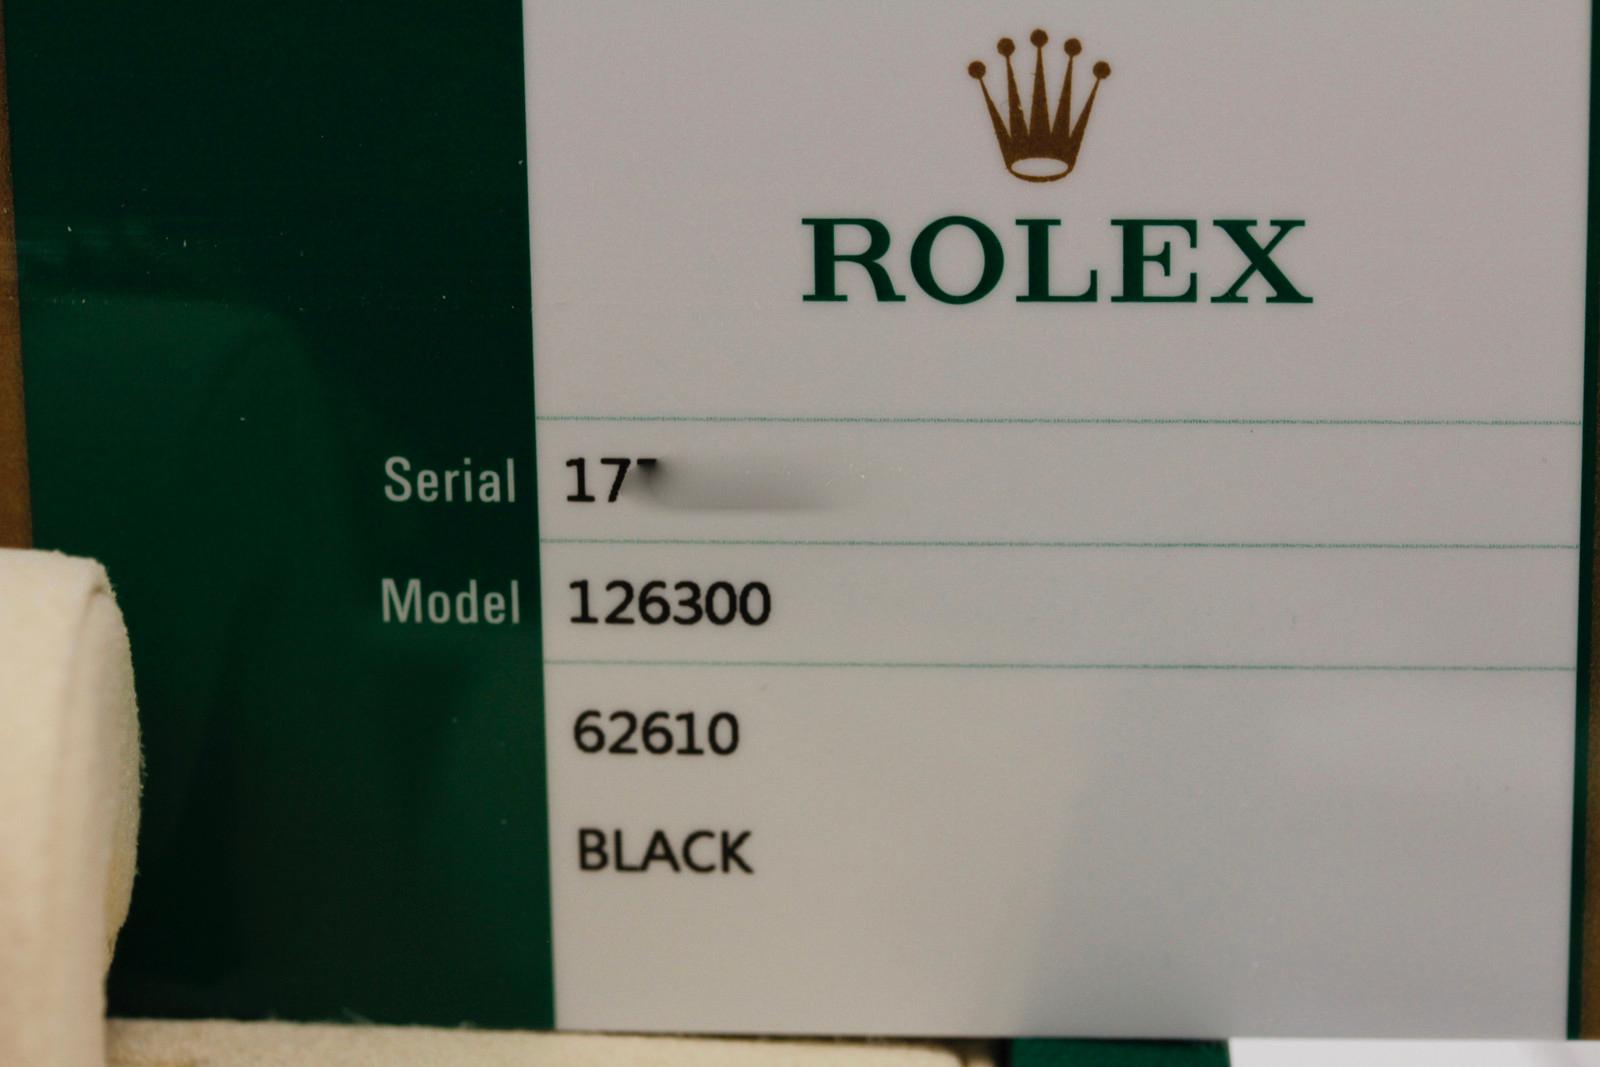 ROLEX
Serial 17
Model 126300
62610
BLACK